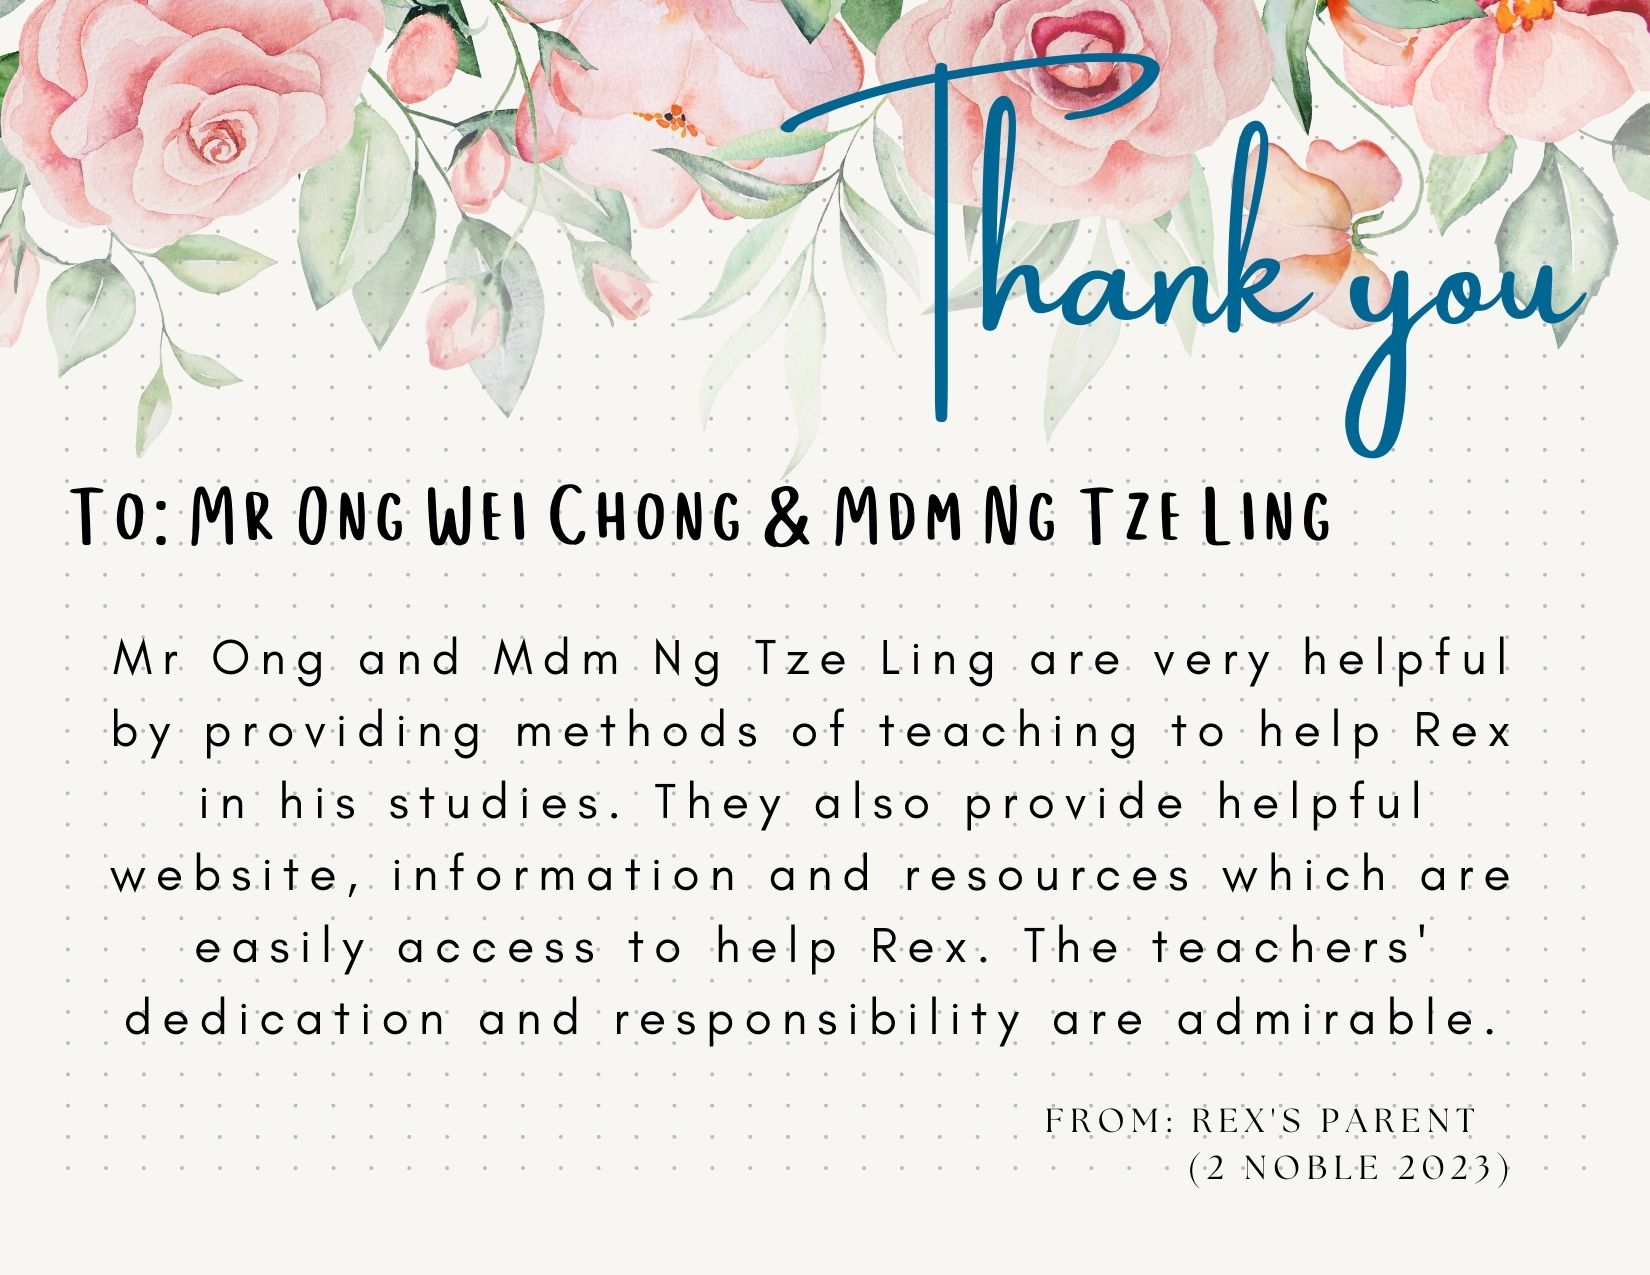 Thank you
TO: MR ONG WEI CHONG & MDM NG TZE LING
Mr Ong and Mdm Ng Tze Ling are very helpful
by providing methods of teaching to help Rex
in his studies. They also provide helpful
website, information and resources which are
easily access to help Rex. The teachers'
dedication and responsibility are admirable.
FROM: REX'S PARENT
(2 NOBLE 2023)